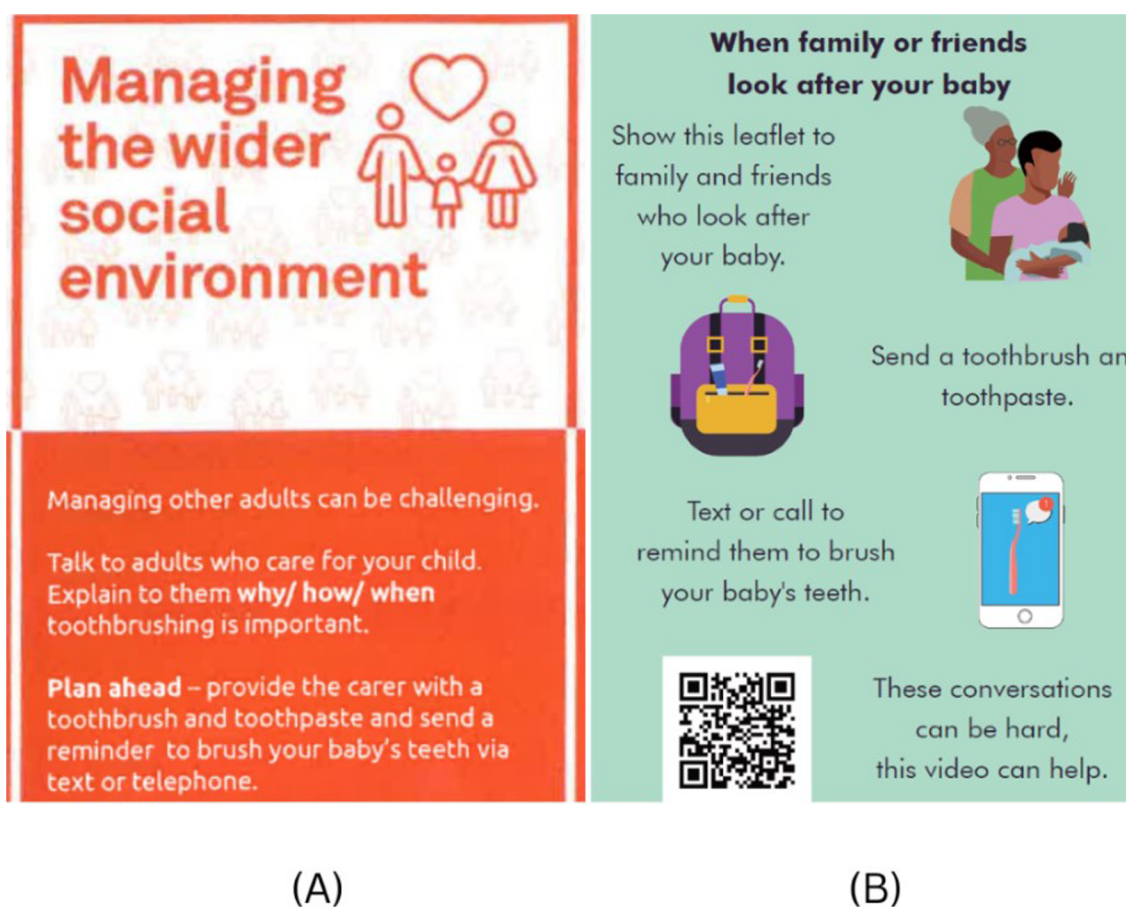 Managing
the wider
social
environment
Managing other adults can be challenging.
Talk to adults who care for your child.
Explain to them why/ how/ when
toothbrushing is important.
Plan ahead – provide the carer with a
toothbrush and toothpaste and send a
reminder to brush your baby's teeth via
text or telephone.
(A)
When family or friends
look after your baby
Show this leaflet to
family and friends
who look after
your baby.
Send a toothbrush an
toothpaste.
Text or call to
remind them to brush
your baby's teeth.
1
These conversations
can be hard,
this video can help.
(B)